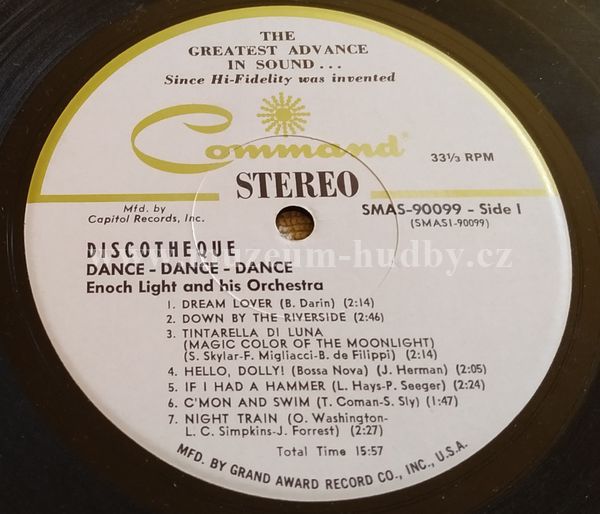 THE
GREATEST ADVANCE
IN SOUND...
Since Hi-Fidelity was invented
Command®
33⅓ RPM
STEREO
Mfd. by
Capitol Records, Inc.
SMAS-90099 - Side 1
(SMAS1-90099)
www.muzeum-hudby.cz
DISCOTHEQUE
DANCE - DANCE - DANCE
Enoch Light and his Orchestra
1. DREAM LOVER (B. Darin) (2:14)
2. DOWN BY THE RIVERSIDE (2:46)
3. TINTARELLA DI LUNA
(MAGIC COLOR OF THE MOONLIGHT)
(S. Skylar-F. Migliacci-B. de Filippi) (2:14)
4. HELLO, DOLLY! (Bossa Nova) (J. Herman) (2:05)
5. IF I HAD A HAMMER (L. Hays-P. Seeger) (2:24)
6. C'MON AND SWIM (T. Coman-S. Sly) (1:47)
7. NIGHT TRAIN (O. Washington-
L. C. Simpkins-J. Forrest) (2:27)
Total Time 15:57
MFD. BY GRAND AWARD RECORD CO., INC., U.S.A.